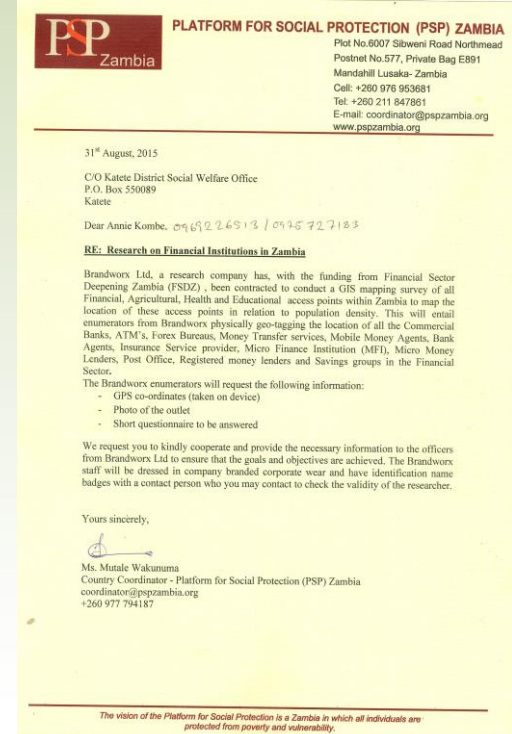 PSP
Zambia
PLATFORM FOR SOCIAL PROTECTION (PSP) ZAMBIA
Plot No.6007 Sibweni Road Northmead
Postnet No.577, Private Bag E891
Mandahill Lusaka- Zambia
Cell: +260 976 953681
Tel: +260 211 847861
E-mail: coordinator@pspzambia.org
www.pspzambia.org
31st August, 2015
C/O Katete District Social Welfare Office
P.O. Box 550089
Katete
Dear Annie Kombe, 0969226513 / 0975 727183
RE: Research on Financial Institutions in Zambia
Brandworx Ltd, a research company has, with the funding from Financial Sector
Deepening Zambia (FSDZ) , been contracted to conduct a GIS mapping survey of all
Financial, Agricultural, Health and Educational access points within Zambia to map the
location of these access points in relation to population density. This will entail
enumerators from Brandworx physically geo-tagging the location of all the Commercial
Banks, ATM's, Forex Bureaus, Money Transfer services, Mobile Money Agents, Bank
Agents, Insurance Service provider, Micro Finance Institution (MFI), Micro Money
Lenders, Post Office, Registered money lenders and Savings groups in the Financial
Sector.
The Brandworx enumerators will request the following information:
- GPS co-ordinates (taken on device)
- Photo of the outlet
- Short questionnaire to be answered
We request you to kindly cooperate and provide the necessary information to the officers
from Brandworx Ltd to ensure that the goals and objectives are achieved. The Brandworx
staff will be dressed in company branded corporate wear and have identification name
badges with a contact person who you may contact to check the validity of the researcher.
Yours sincerely,
Ms. Mutale Wakunuma
Country Coordinator - Platform for Social Protection (PSP) Zambia
coordinator@pspzambia.org
+260 977 794187
The vision of the Platform for Social Protection is a Zambia in which all individuals are
protected from poverty and vulnerability.